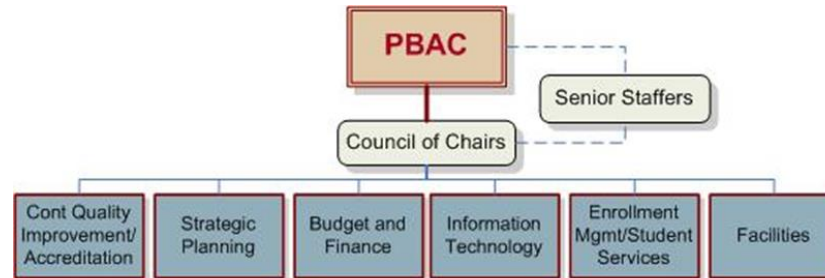 PBAC
Senior Staffers
Council of Chairs
Cont Quality
Improvement/
Accreditation
Strategic
Planning
Budget and
Finance
Information
Technology
Enrollment
Mgmt/Student
Services
Facilities